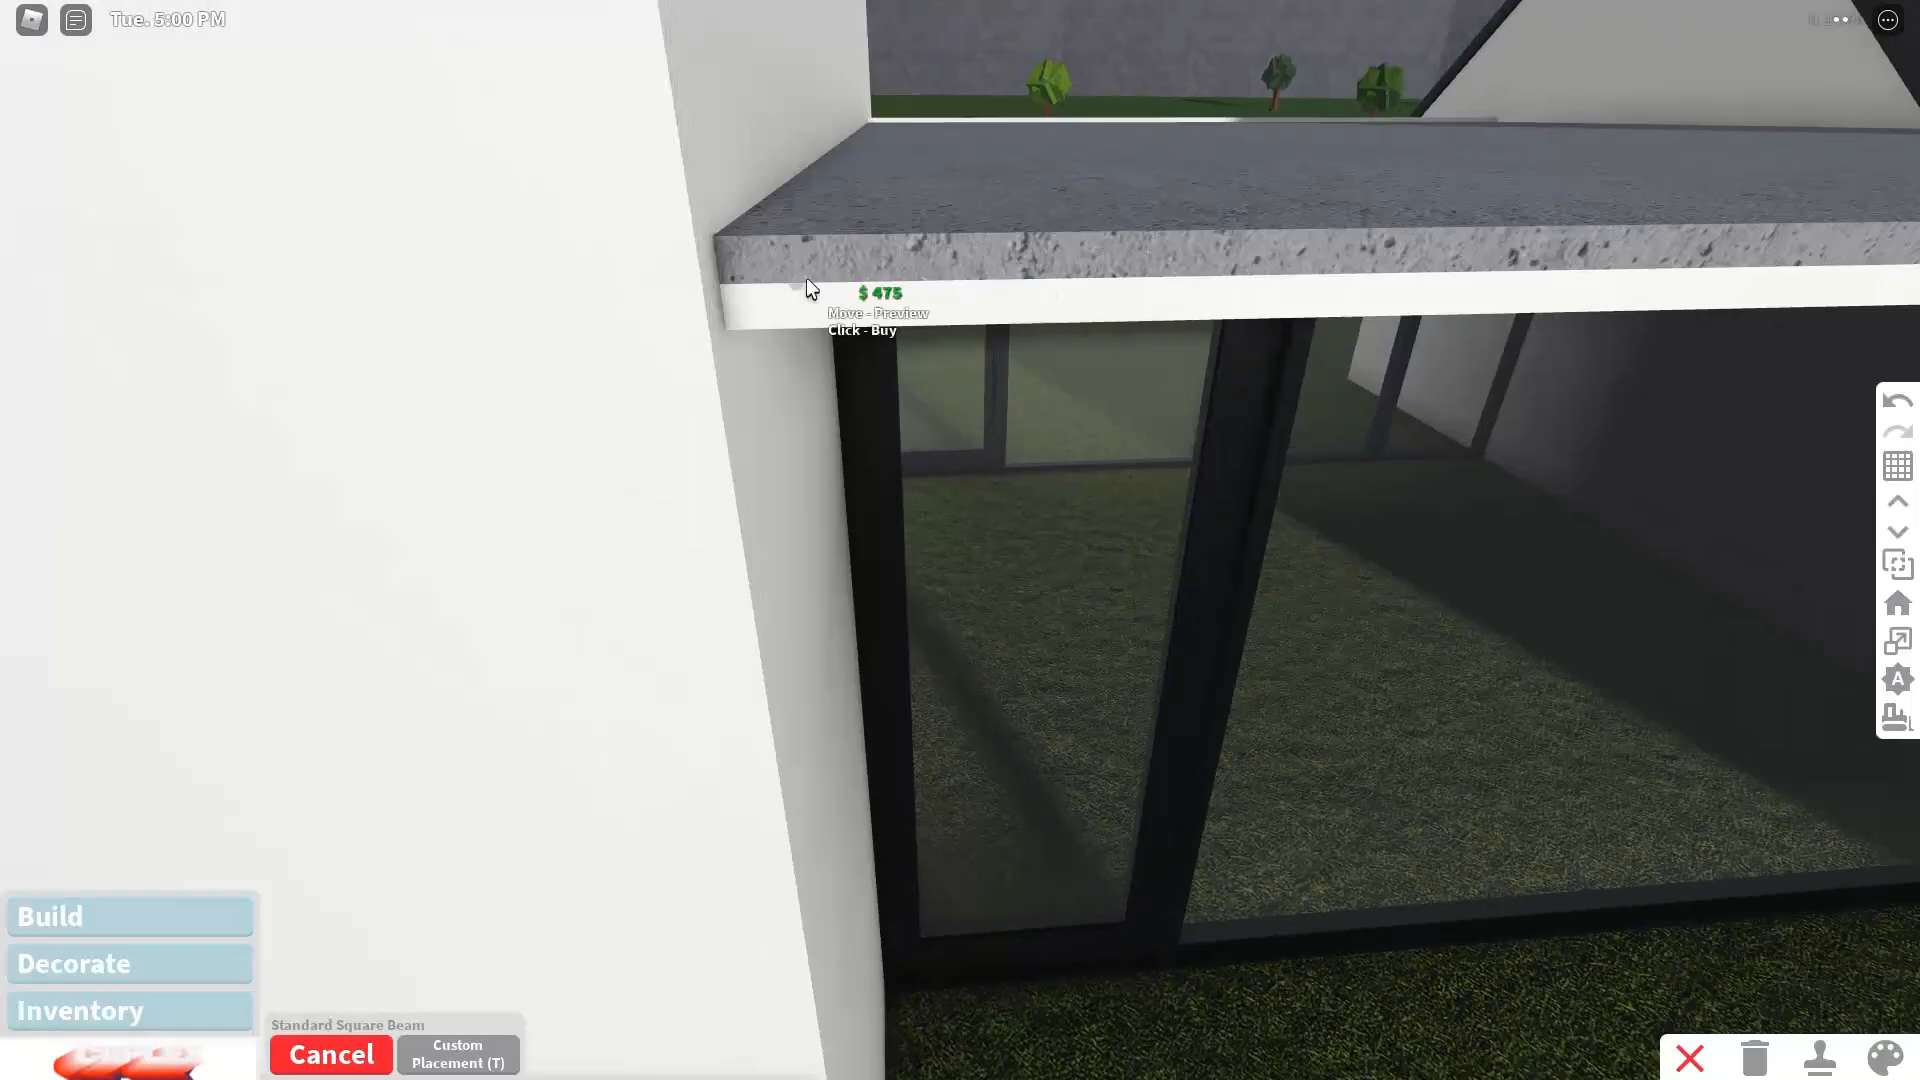 Tue. 5:00 PM
$ 475
Move - Preview
Click - Buy
Build
Decorate
Inventory
Standard Square Beam
Cancel
Custom
Placement (T)
A